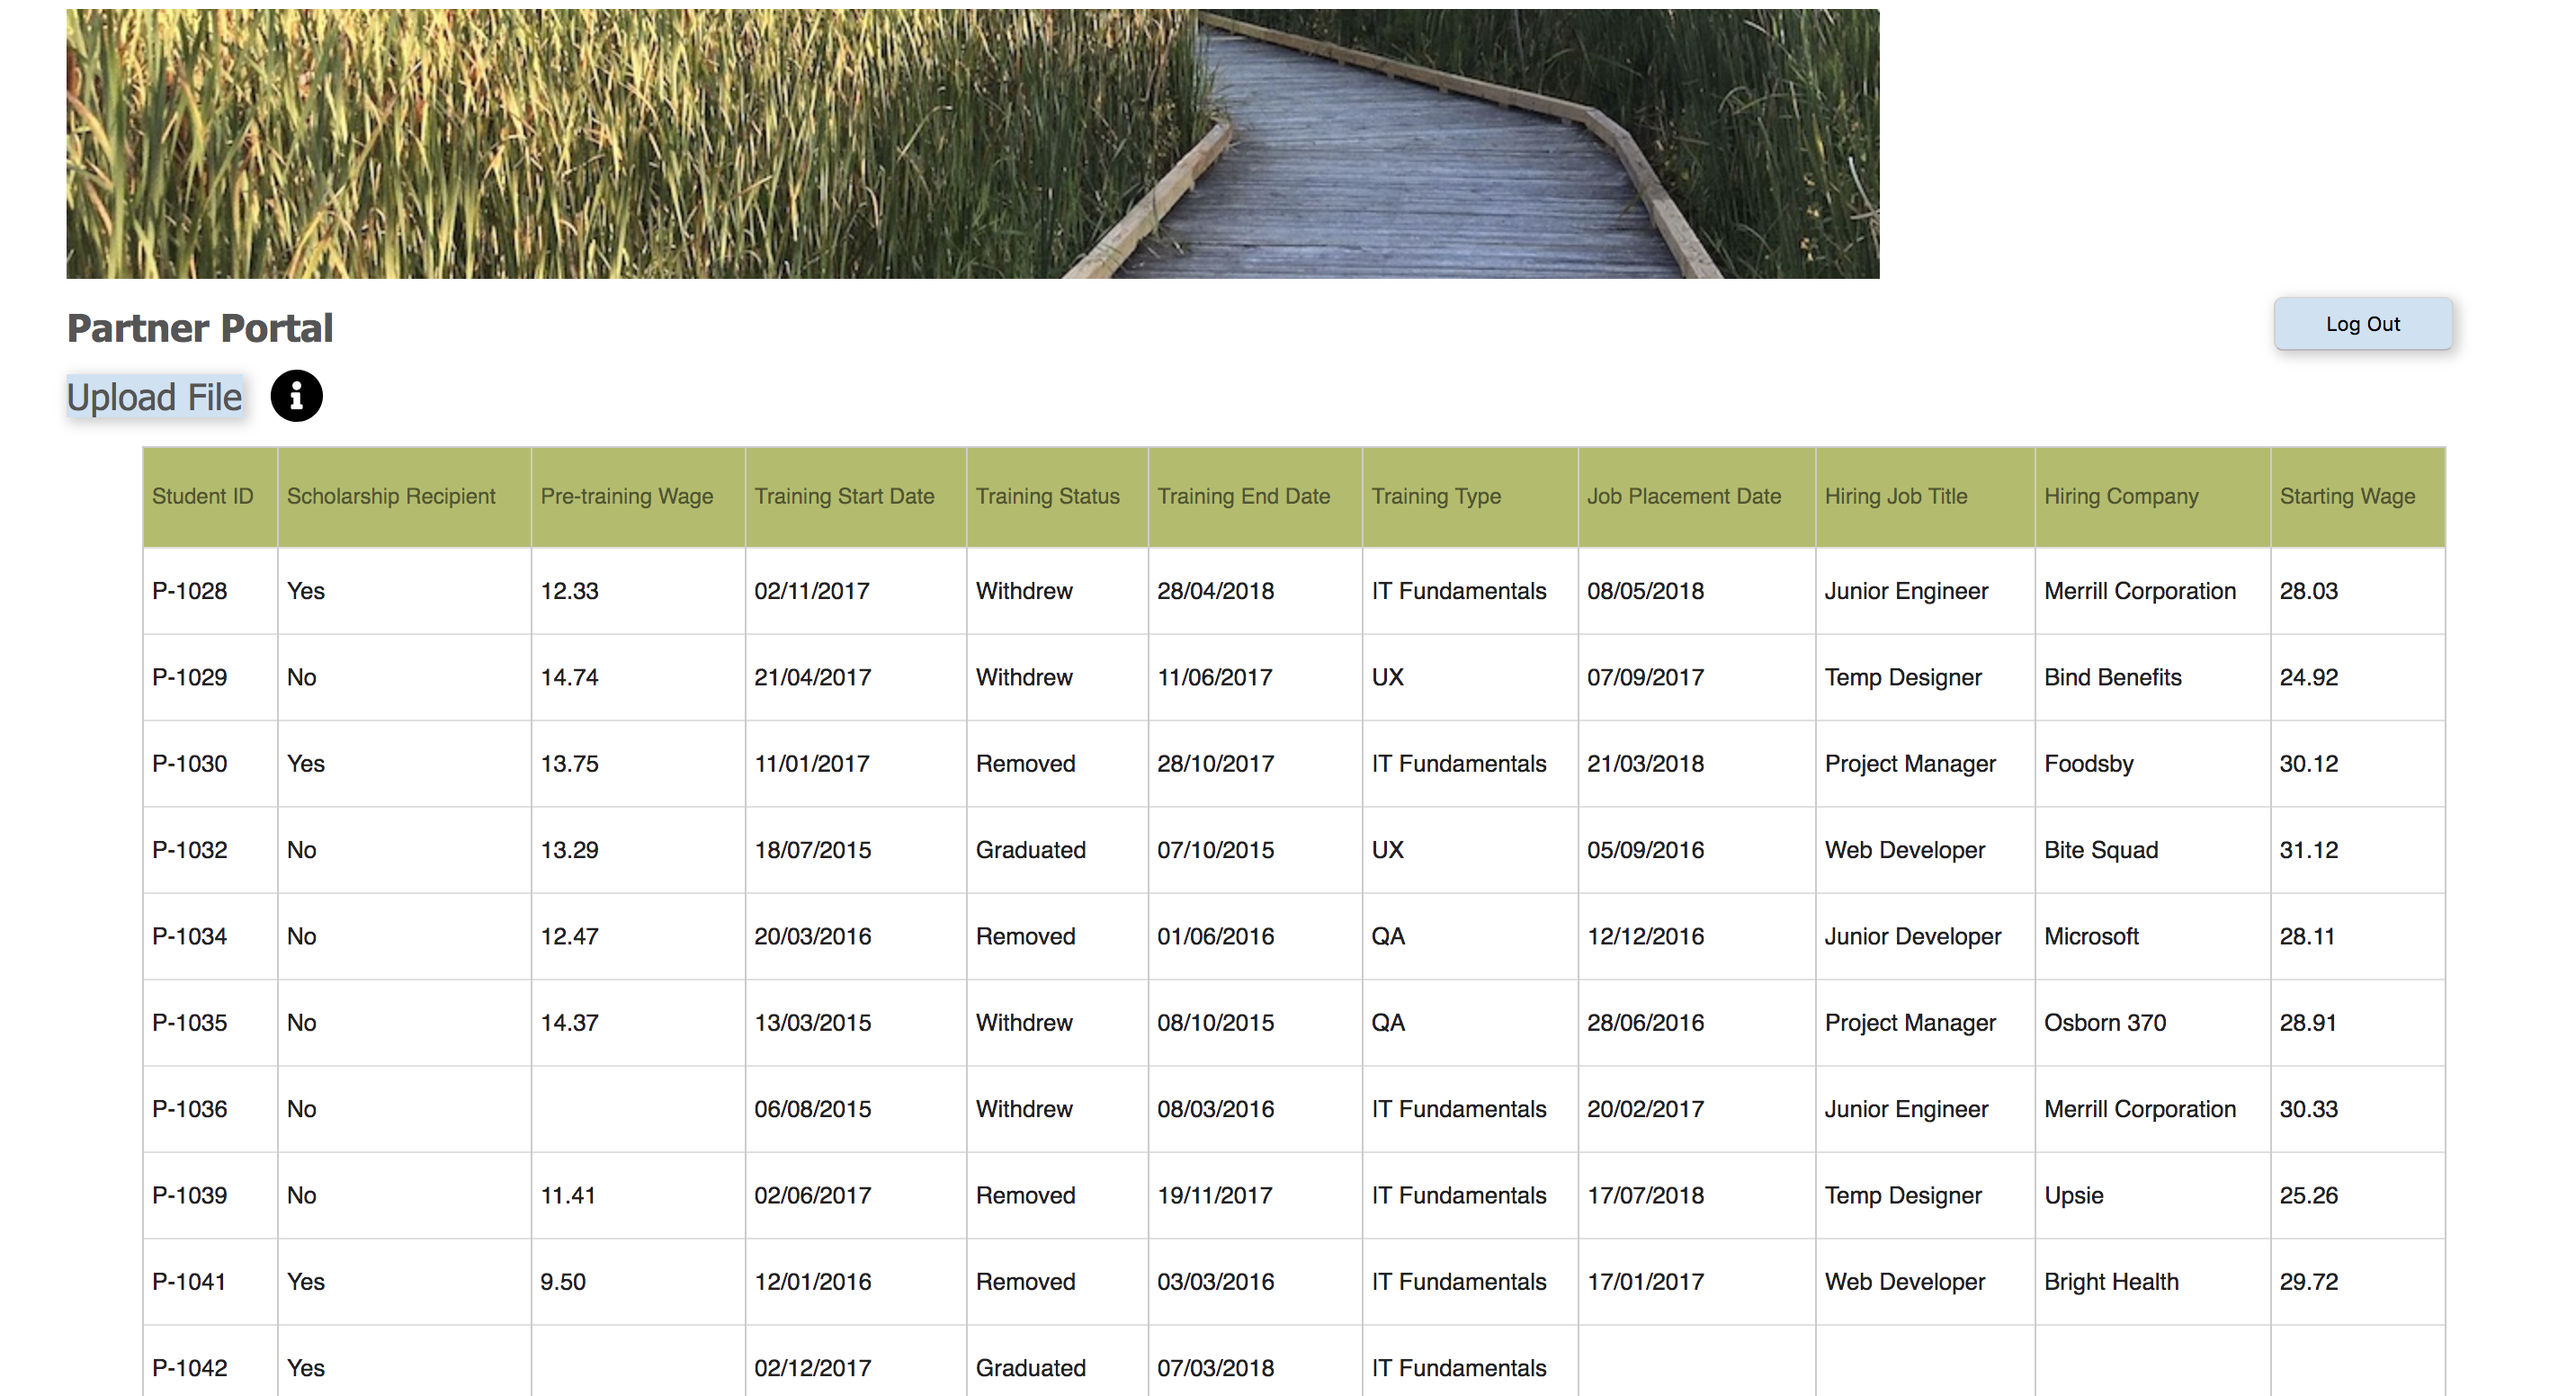 Partner Portal
Log Out
Upload File
Student ID Scholarship Recipient Pre-training Wage Training Start Date Training Status Training End Date Training Type Job Placement Date Hiring Job Title Hiring Company Starting Wage
P-1028 Yes 12.33 02/11/2017 Withdrew 28/04/2018 IT Fundamentals 08/05/2018 Junior Engineer Merrill Corporation 28.03
P-1029 No 14.74 21/04/2017 Withdrew 11/06/2017 UX 07/09/2017 Temp Designer Bind Benefits 24.92
P-1030 Yes 13.75 11/01/2017 Removed 28/10/2017 IT Fundamentals 21/03/2018 Project Manager Foodsby 30.12
P-1032 No 13.29 18/07/2015 Graduated 07/10/2015 UX 05/09/2016 Web Developer Bite Squad 31.12
P-1034 No 12.47 20/03/2016 Removed 01/06/2016 QA 12/12/2016 Junior Developer Microsoft 28.11
P-1035 No 14.37 13/03/2015 Withdrew 08/10/2015 QA 28/06/2016 Project Manager Osborn 370 28.91
P-1036 No 06/08/2015 Withdrew 08/03/2016 IT Fundamentals 20/02/2017 Junior Engineer Merrill Corporation 30.33
P-1039 No 11.41 02/06/2017 Removed 19/11/2017 IT Fundamentals 17/07/2018 Temp Designer Upsie 25.26
P-1041 Yes 9.50 12/01/2016 Removed 03/03/2016 IT Fundamentals 17/01/2017 Web Developer Bright Health 29.72
P-1042 Yes 02/12/2017 Graduated 07/03/2018 IT Fundamentals